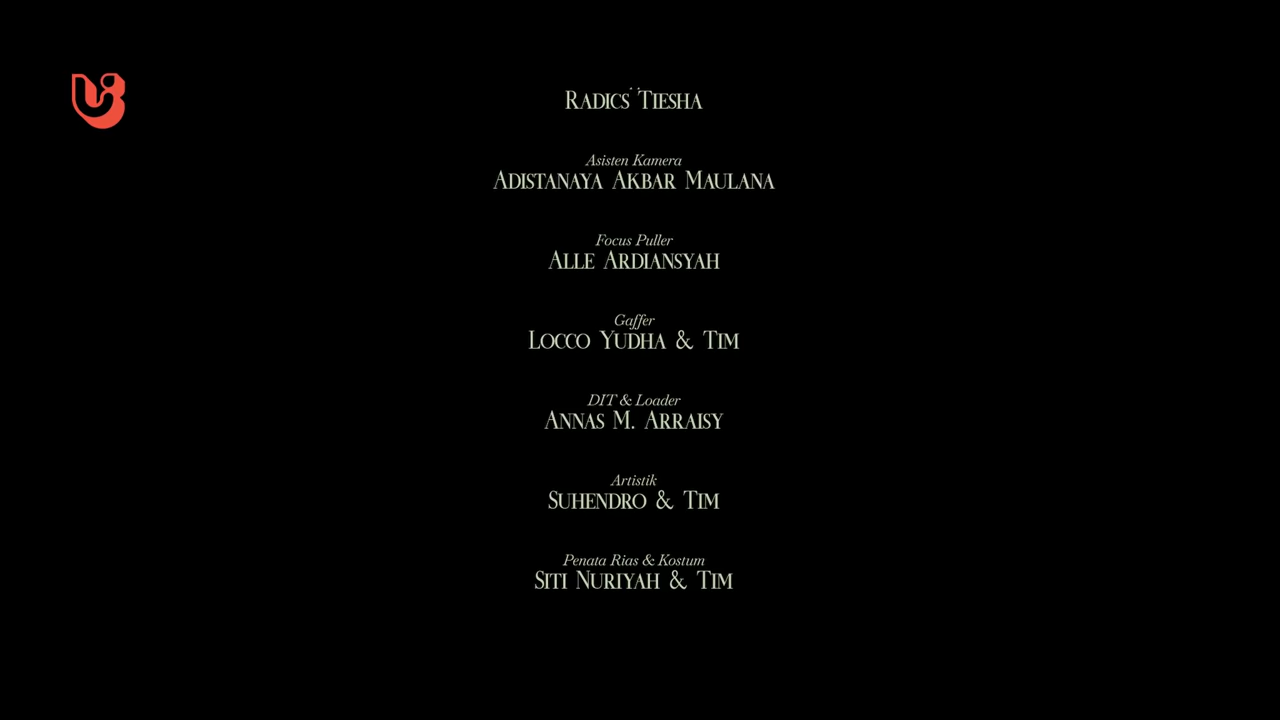 RADICS TIESHA
Asisten Kamera
ADISTANAYA AKBAR MAULANA
Focus Puller
ALLE ARDIANSYAH
Gaffer
LOCCO YUDHA & TIM
DIT & Loader
ANNAS M. ARRAISY
Artistik
SUHENDRO & TIM
Penata Rias & Kostum
SITI NURIYAH & TIM